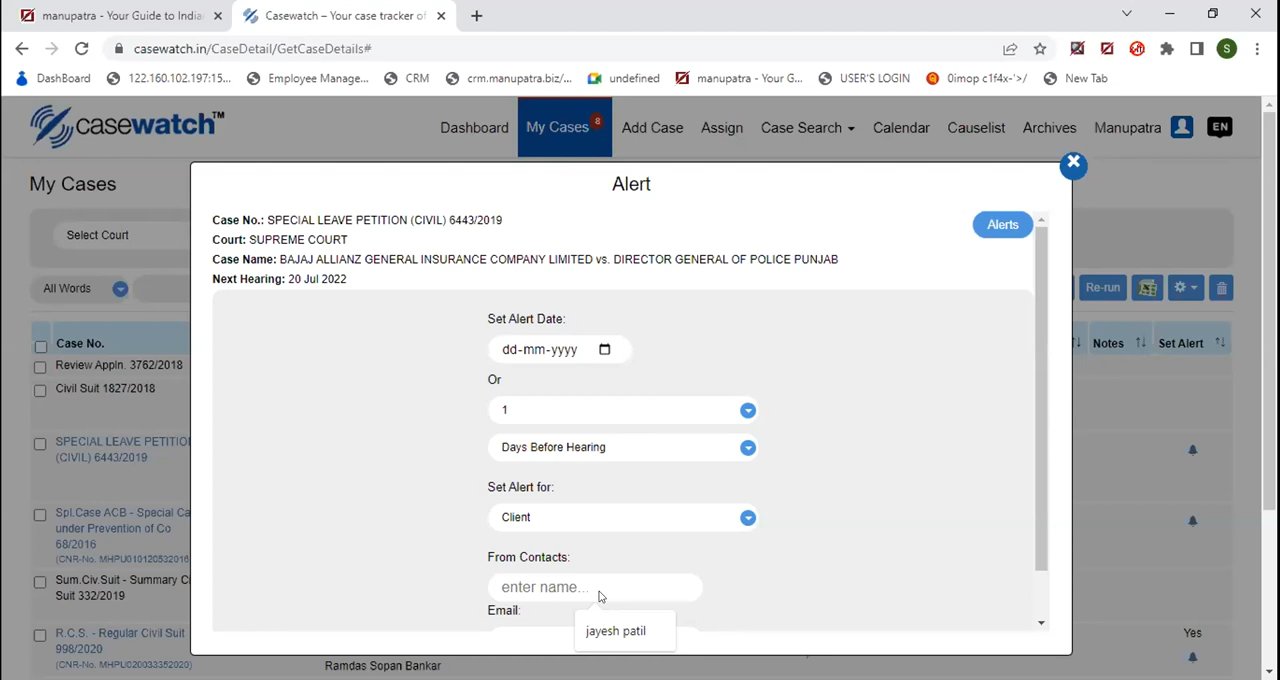 manupatra - Your Guide to India
Casewatch – Your case tracker of
casewatch.in/CaseDetail/GetCaseDetails#
S
DashBoard
122.160.102.197:15...
Employee Manage...
CRM
crm.manupatra.biz/...
undefined
manupatra - Your G...
USER'S LOGIN
0imop c1f4x-'>/
New Tab
casewatch™
Dashboard
My Cases 8
Add Case
Assign
Case Search
Calendar
Causelist
Archives
Manupatra
EN
My Cases
Select Court
All Words
Re-run
Case No.
Notes
Set Alert
Review Appln. 3762/2018
Civil Suit 1827/2018
SPECIAL LEAVE PETITION
(CIVIL) 6443/2019
Spl.Case ACB - Special Ca
under Prevention of Co
68/2016
(CNR-No. MHPU010120532016
Sum.Civ.Suit - Summary C
Suit 332/2019
R.C.S. - Regular Civil Suit
998/2020
(CNR-No. MHPU020033352020)
Ramdas Sopan Bankar
Yes
Alert
Case No.: SPECIAL LEAVE PETITION (CIVIL) 6443/2019
Alerts
Court: SUPREME COURT
Case Name: BAJAJ ALLIANZ GENERAL INSURANCE COMPANY LIMITED vs. DIRECTOR GENERAL OF POLICE PUNJAB
Next Hearing: 20 Jul 2022
Set Alert Date:
dd-mm-yyyy
Or
1
Days Before Hearing
Set Alert for:
Client
From Contacts:
enter name...
Email:
jayesh patil